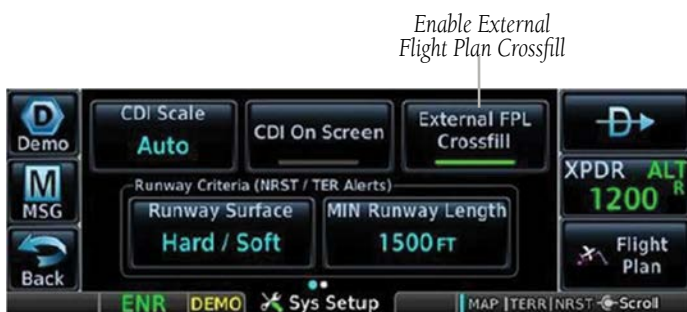 Enable External
Flight Plan Crossfill
D
Demo
CDI Scale
Auto
CDI On Screen
External FPL
Crossfill
D
M
MSG
Runway Criteria (NRST / TER Alerts)
Runway Surface
Hard / Soft
MIN Runway Length
1500 FT
XPDR ALT
1200 R
Back
Flight
Plan
ENR DEMO Sys Setup MAP TERR NRST Scroll